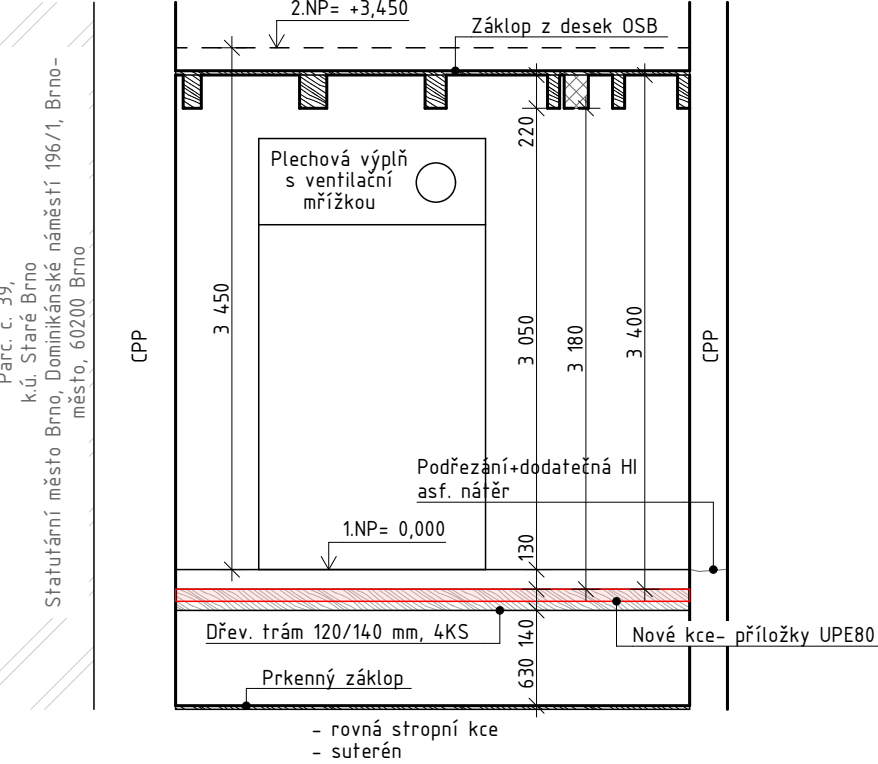 2.NP= +3,450
Záklop z desek OSB
220
Plechová výplň
s ventilační
mřížkou
3 450
3 050
3 180
3 400
CPP
CPP
k.ú. Staré Brno
Statutární město Brno, Dominikánské náměstí 196/1, Brno-
město, 60200 Brno
Podřezání+dodatečná HI
asf. nátěr
1.NP= 0,000
130
Dřev. trám 120/140 mm, 4KS
140
Nové kce- příložky UPE80
630
Prkenný záklop
- rovná stropní kce
- suterén